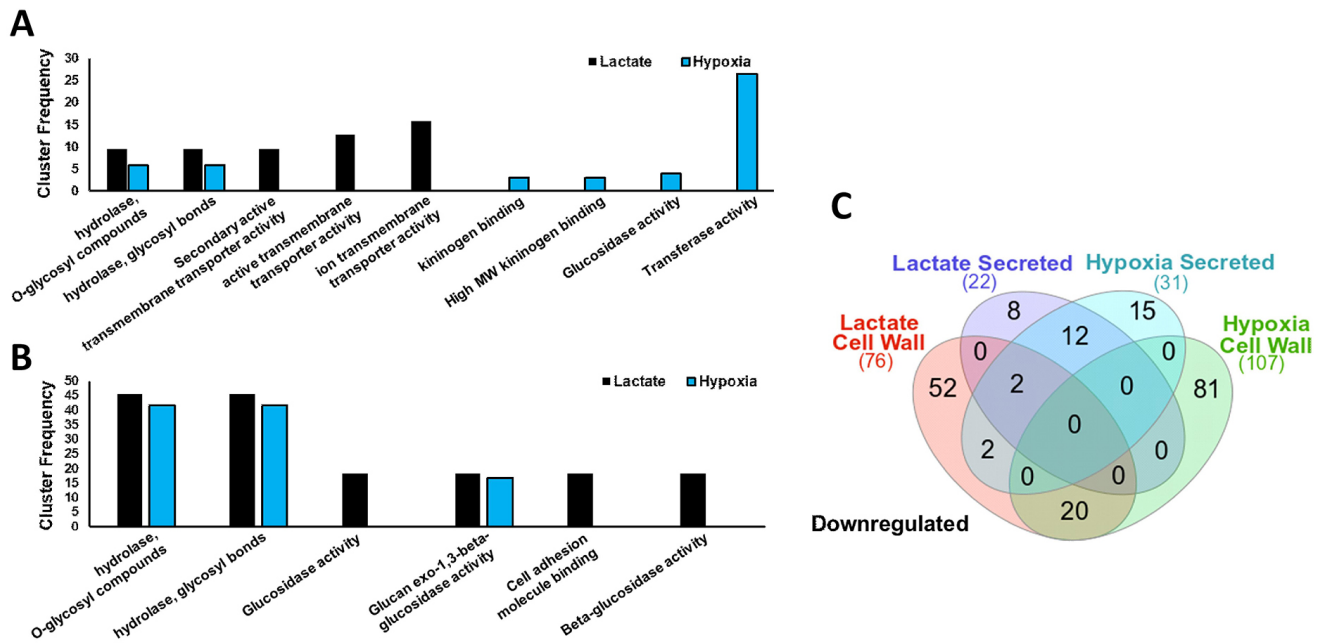 A
Cluster Frequency
30
25
20
15
10
5
0
Lactate
Hypoxia
hydrolase,
O-glycosyl compounds
hydrolase, glycosyl bonds
Secondary active
transmembrane transporter activity
active transmembrane
transporter activity
ion transmembrane
transporter activity
kininogen binding
High MW kininogen binding
Glucosidase activity
Transferase activity
B
Cluster Frequency
50
45
40
35
30
25
20
15
10
5
0
Lactate
Hypoxia
hydrolase,
O-glycosyl compounds
hydrolase, glycosyl bonds
Glucosidase activity
Glucan exo-1,3-beta-
glucosidase activity
Cell adhesion
molecule binding
Beta-glucosidase activity
C
Lactate Secreted
(22)
Hypoxia Secreted
(31)
Lactate
Cell Wall
(76)
Hypoxia
Cell Wall
(107)
8
15
12
0
0
52
2
0
81
0
2
0
0
0
20
Downregulated